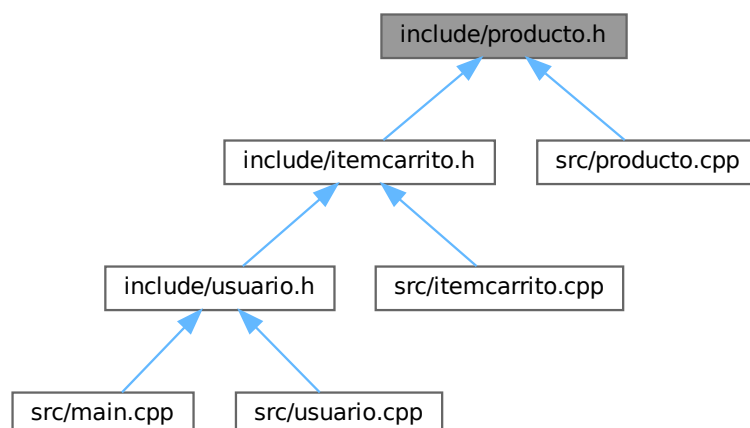 include/producto.h
include/itemcarrito.h
src/producto.cpp
include/usuario.h
src/itemcarrito.cpp
src/main.cpp
src/usuario.cpp